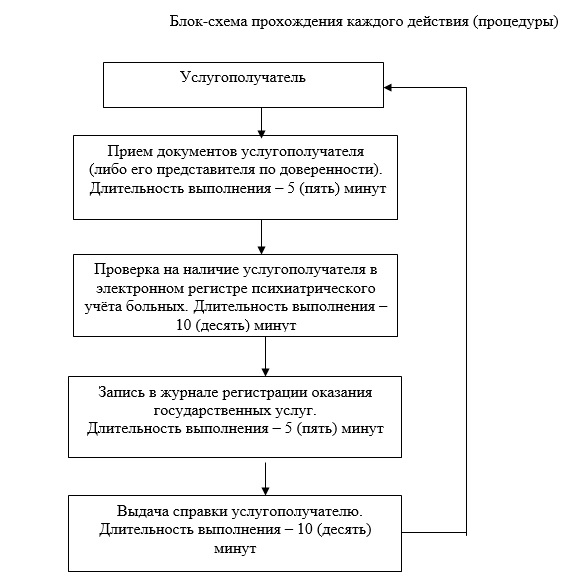 Блок-схема прохождения каждого действия (процедуры)
Услугополучатель
Прием документов услугополучателя
(либо его представителя по доверенности).
Длительность выполнения – 5 (пять) минут
Проверка на наличие услугополучателя в
электронном регистре психиатрического
учёта больных. Длительность выполнения –
10 (десять) минут
Запись в журнале регистрации оказания
государственных услуг.
Длительность выполнения – 5 (пять) минут
Выдача справки услугополучателю.
Длительность выполнения – 10 (десять)
минут